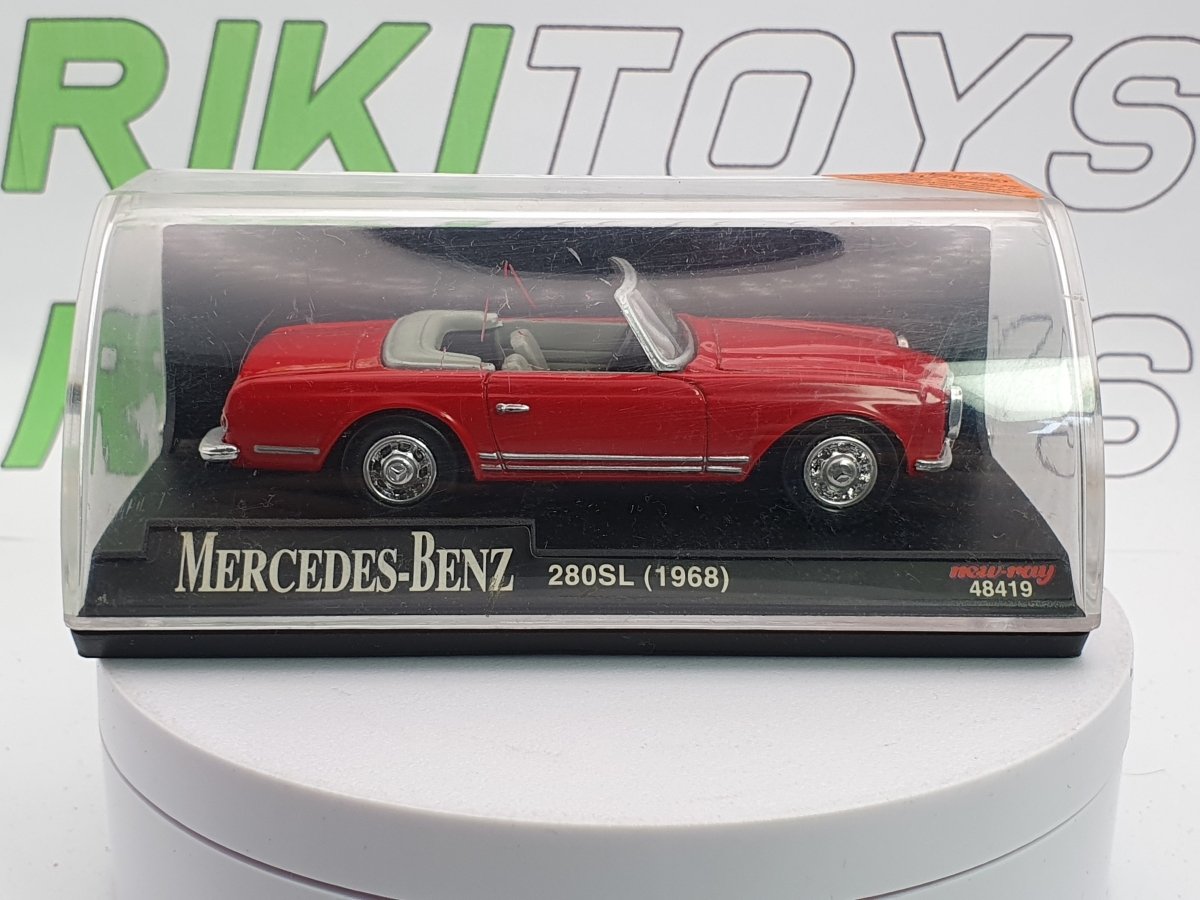 RIKITOYS
MERCEDES-BENZ 280SL (1968)
new-ray
48419